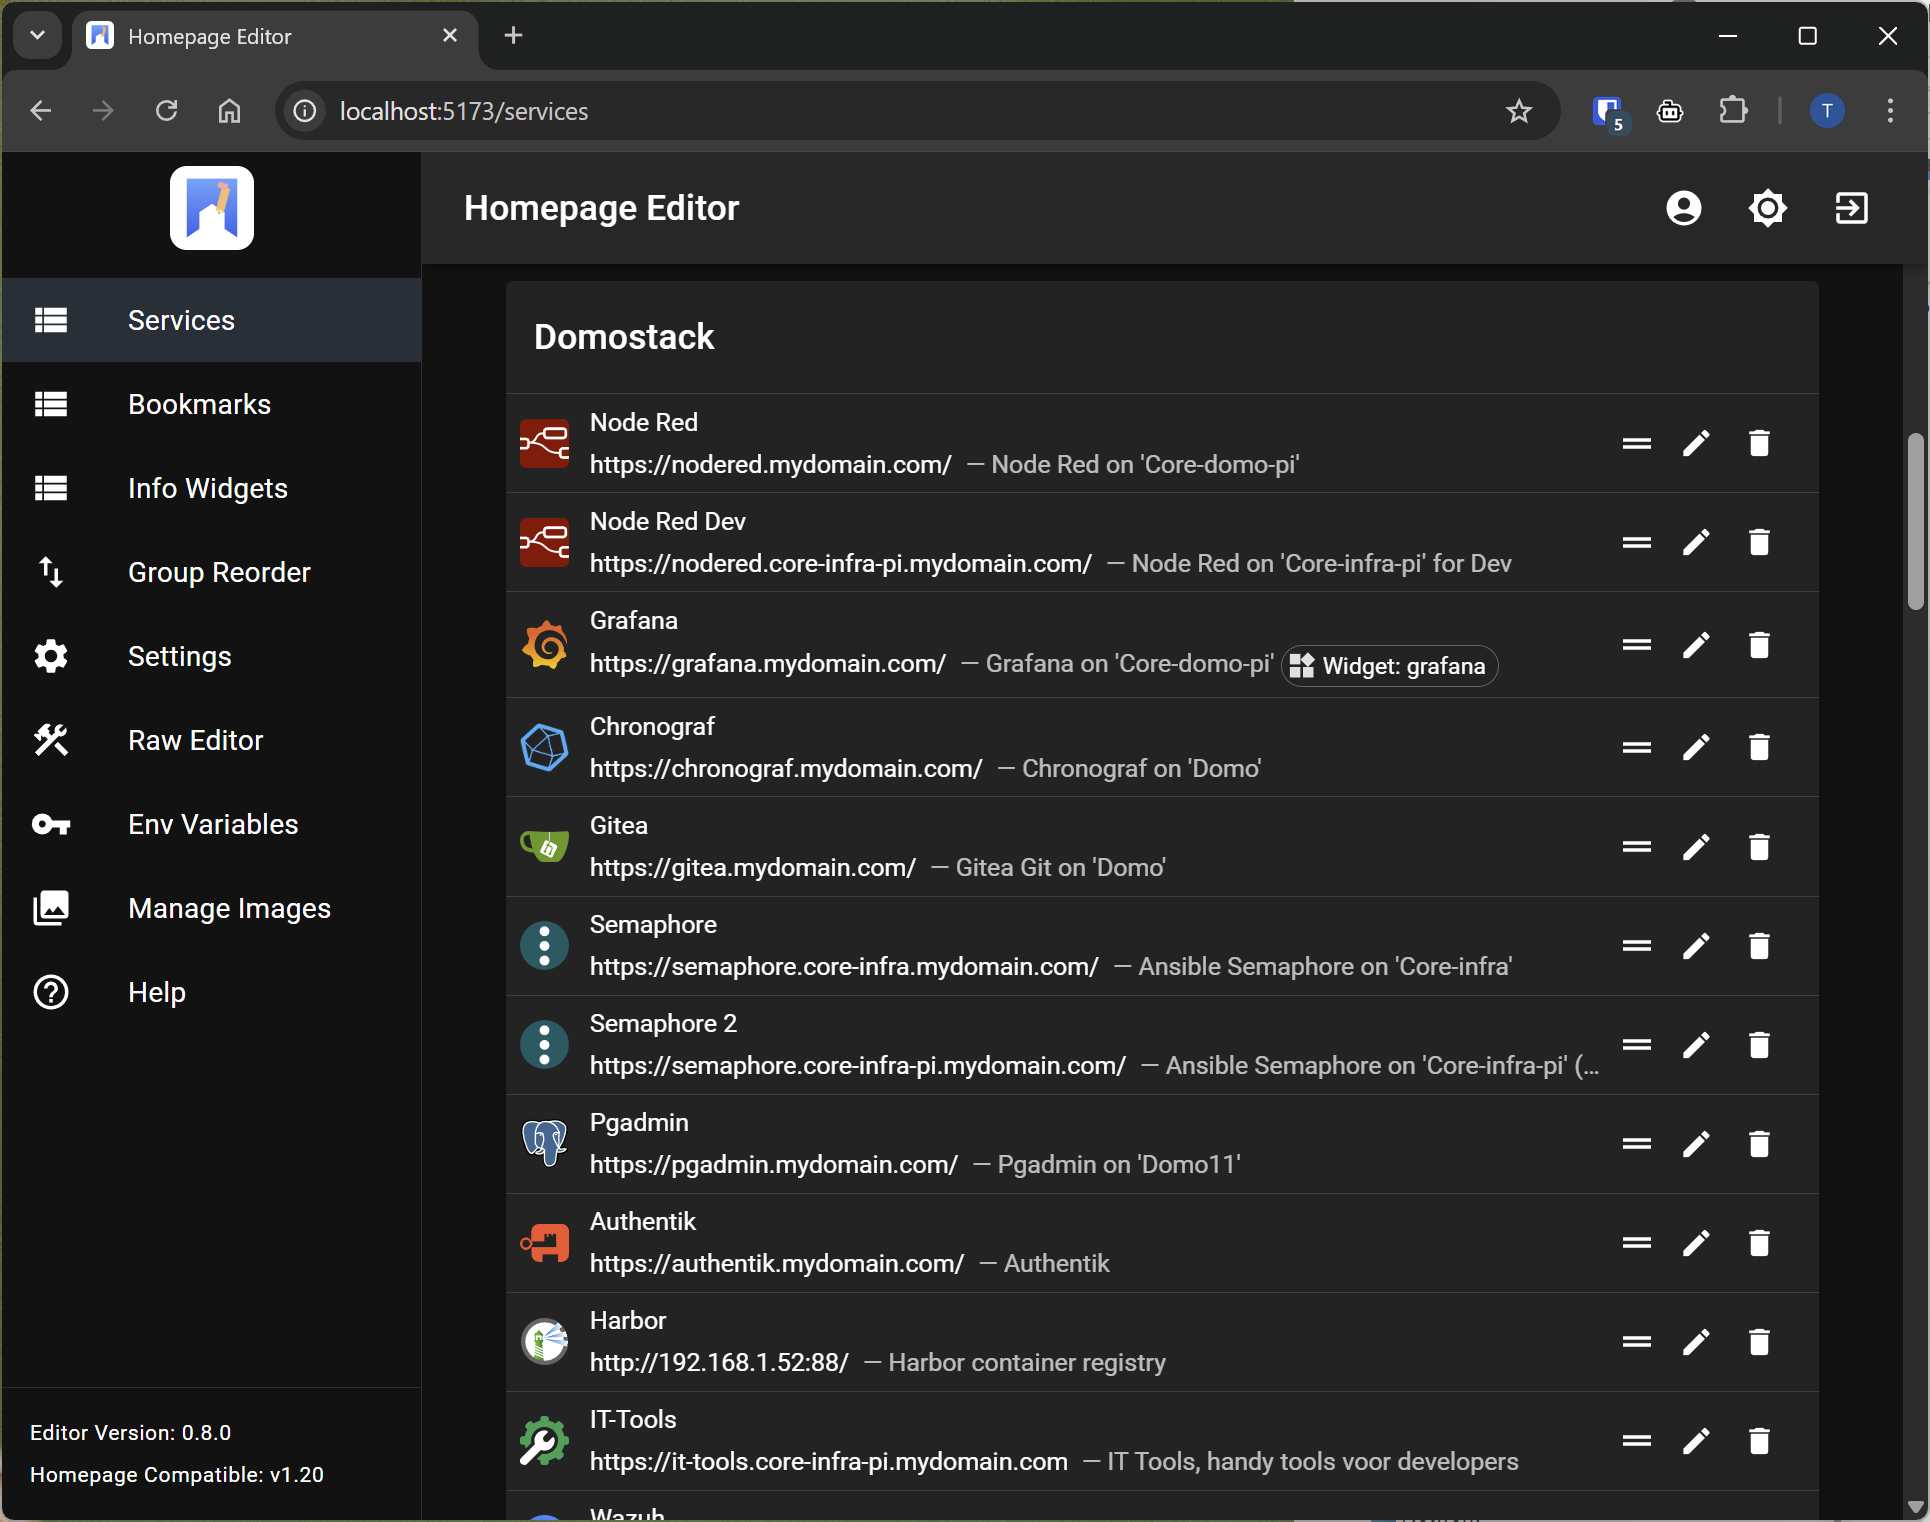 Homepage Editor
localhost:5173/services
5
T
Homepage Editor
Services
Bookmarks
Info Widgets
Group Reorder
Settings
Raw Editor
Env Variables
Manage Images
Help
Editor Version: 0.8.0
Homepage Compatible: v1.20
Domostack
Node Red
https://nodered.mydomain.com/ — Node Red on 'Core-domo-pi'
Node Red Dev
https://nodered.core-infra-pi.mydomain.com/ — Node Red on 'Core-infra-pi' for Dev
Grafana
https://grafana.mydomain.com/ — Grafana on 'Core-domo-pi' Widget: grafana
Chronograf
https://chronograf.mydomain.com/ — Chronograf on 'Domo'
Gitea
https://gitea.mydomain.com/ — Gitea Git on 'Domo'
Semaphore
https://semaphore.core-infra.mydomain.com/ — Ansible Semaphore on 'Core-infra'
Semaphore 2
https://semaphore.core-infra-pi.mydomain.com/ — Ansible Semaphore on 'Core-infra-pi' (...
Pgadmin
https://pgadmin.mydomain.com/ — Pgadmin on 'Domo11'
Authentik
https://authentik.mydomain.com/ — Authentik
Harbor
http://192.168.1.52:88/ — Harbor container registry
IT-Tools
https://it-tools.core-infra-pi.mydomain.com — IT Tools, handy tools voor developers
Wazuh